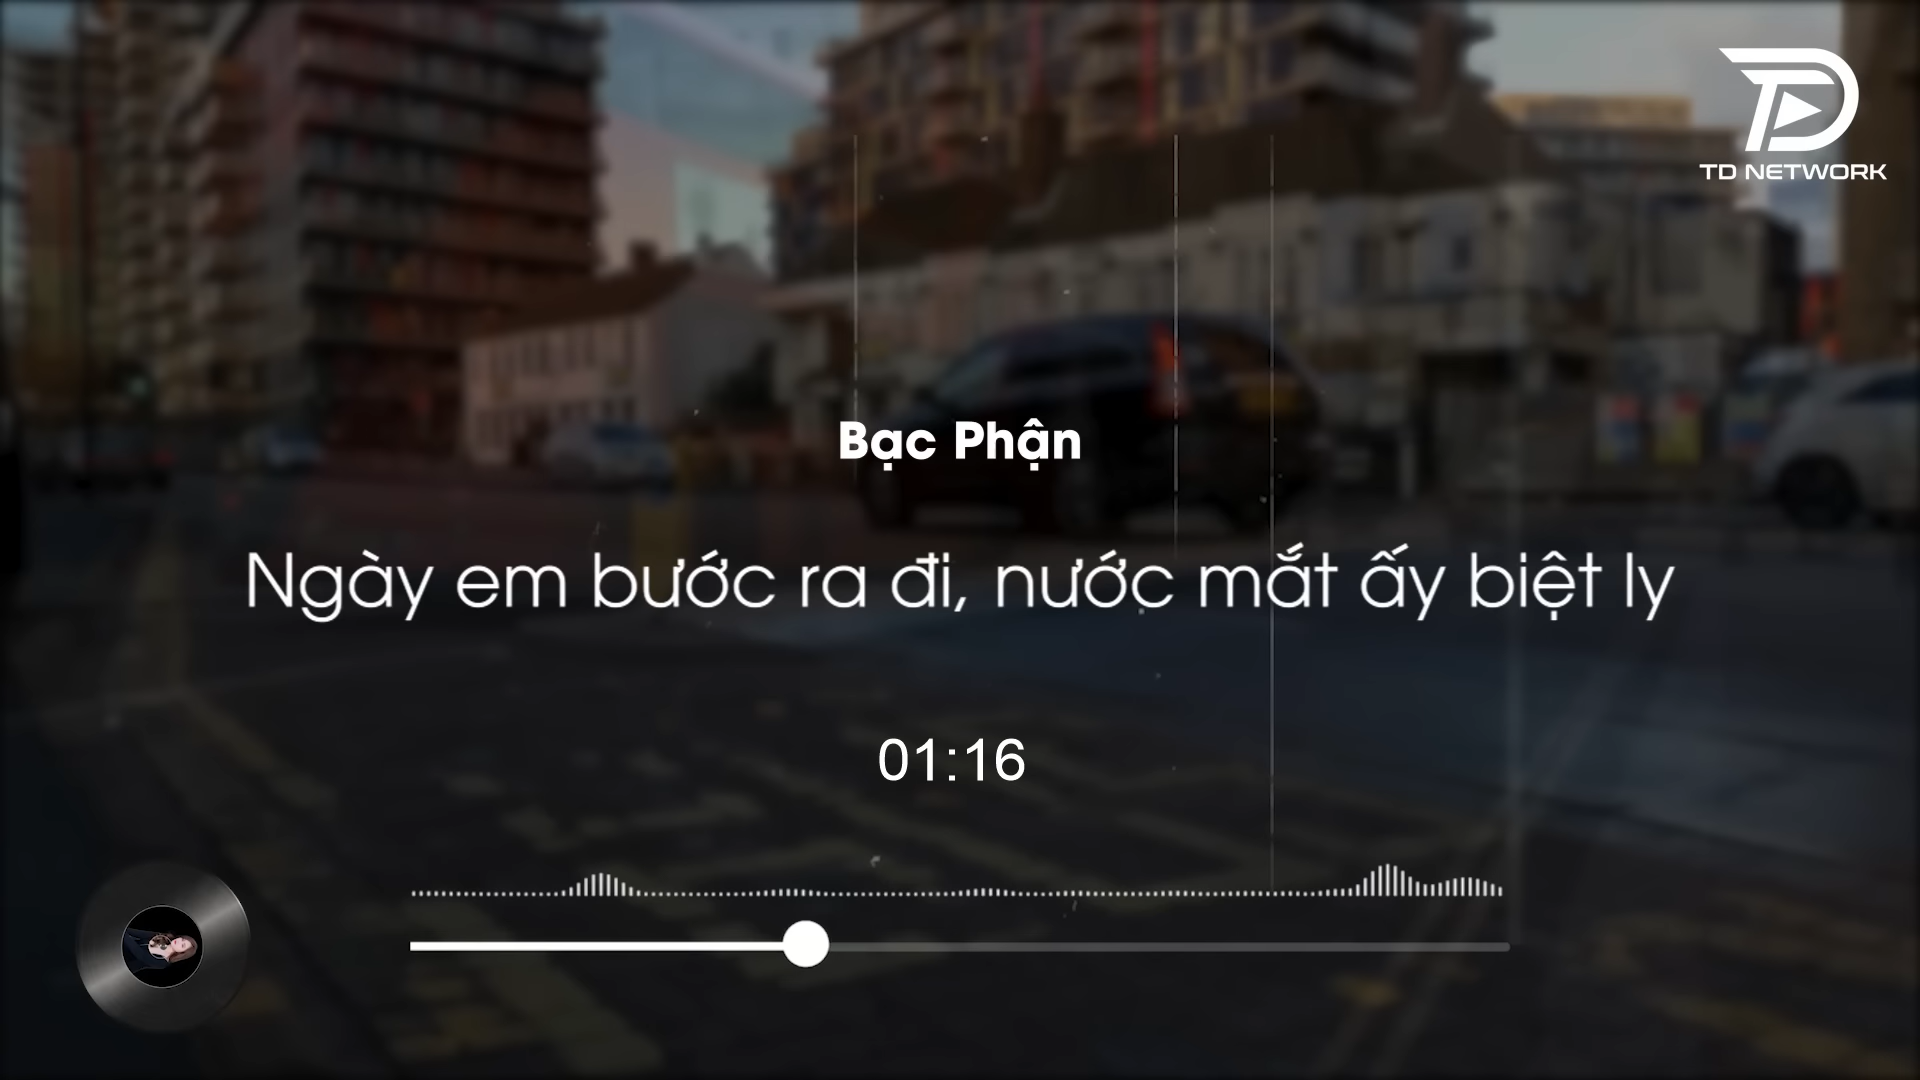 TD NETWORK
Bạc Phận
Ngày em bước ra đi, nước mắt ấy biệt ly
01:16